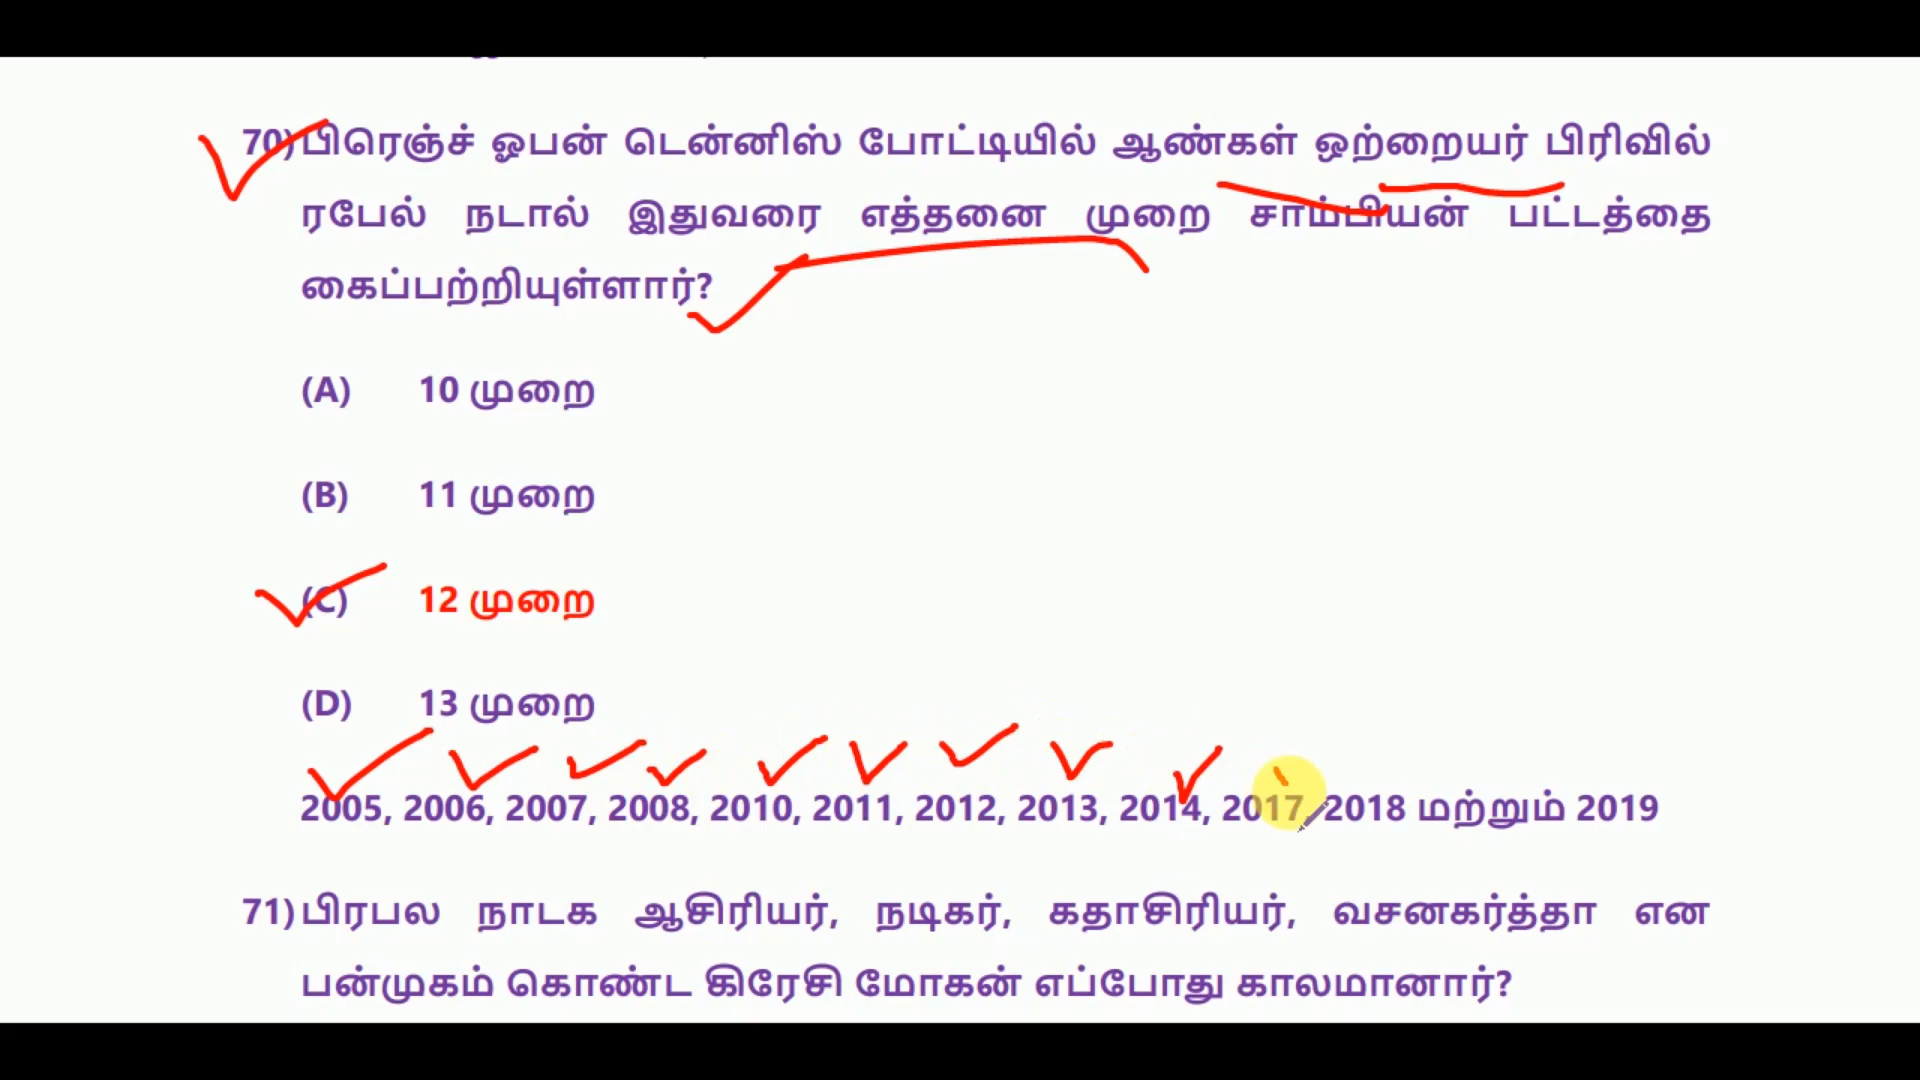 70) பிரெஞ்ச் ஓபன் டென்னிஸ் போட்டியில் ஆண்கள் ஒற்றையர் பிரிவில்
ரபேல் நடால் இதுவரை எத்தனை முறை சாம்பியன் பட்டத்தை
கைப்பற்றியுள்ளார்?
(A) 10 முறை
(B) 11 முறை
(C) 12 முறை
(D) 13 முறை
2005, 2006, 2007, 2008, 2010, 2011, 2012, 2013, 2014, 2017, 2018 மற்றும் 2019
71) பிரபல நாடக ஆசிரியர், நடிகர், கதாசிரியர், வசனகர்த்தா என
பன்முகம் கொண்ட கிரேசி மோகன் எப்போது காலமானார்?